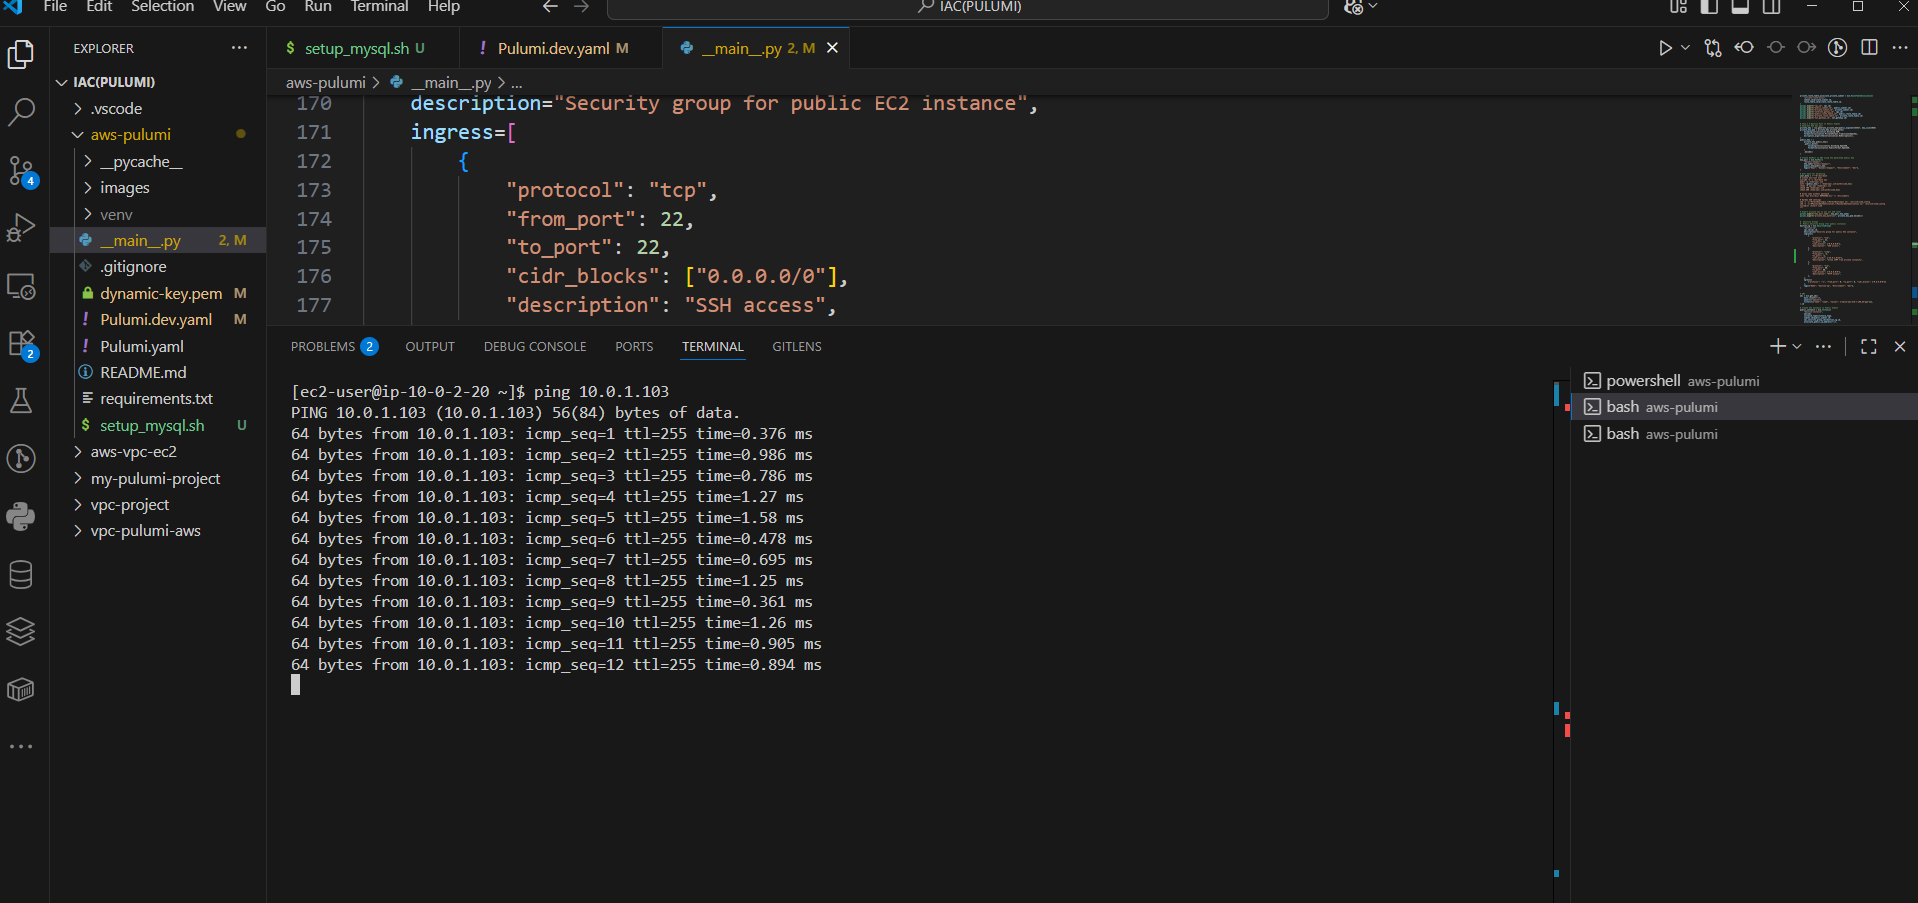 File Edit Selection View Go Run Terminal Help
IAC(PULUMI)
EXPLORER
setup_mysql.sh U
! Pulumi.dev.yaml M
__main__.py 2, M
aws-pulumi > __main__.py > ...
IAC(PULUMI)
.vscode
aws-pulumi
__pycache__
images
venv
__main__.py 2, M
.gitignore
dynamic-key.pem M
! Pulumi.dev.yaml M
! Pulumi.yaml
README.md
requirements.txt
$ setup_mysql.sh U
aws-vpc-ec2
my-pulumi-project
vpc-project
vpc-pulumi-aws
4
2
170 description="Security group for public EC2 instance",
171 ingress=[
172 {
173 "protocol": "tcp",
174 "from_port": 22,
175 "to_port": 22,
176 "cidr_blocks": ["0.0.0.0/0"],
177 "description": "SSH access",
PROBLEMS 2 OUTPUT DEBUG CONSOLE PORTS TERMINAL GITLENS
[ec2-user@ip-10-0-2-20 ~]$ ping 10.0.1.103
PING 10.0.1.103 (10.0.1.103) 56(84) bytes of data.
64 bytes from 10.0.1.103: icmp_seq=1 ttl=255 time=0.376 ms
64 bytes from 10.0.1.103: icmp_seq=2 ttl=255 time=0.986 ms
64 bytes from 10.0.1.103: icmp_seq=3 ttl=255 time=0.786 ms
64 bytes from 10.0.1.103: icmp_seq=4 ttl=255 time=1.27 ms
64 bytes from 10.0.1.103: icmp_seq=5 ttl=255 time=1.58 ms
64 bytes from 10.0.1.103: icmp_seq=6 ttl=255 time=0.478 ms
64 bytes from 10.0.1.103: icmp_seq=7 ttl=255 time=0.695 ms
64 bytes from 10.0.1.103: icmp_seq=8 ttl=255 time=1.25 ms
64 bytes from 10.0.1.103: icmp_seq=9 ttl=255 time=0.361 ms
64 bytes from 10.0.1.103: icmp_seq=10 ttl=255 time=1.26 ms
64 bytes from 10.0.1.103: icmp_seq=11 ttl=255 time=0.905 ms
64 bytes from 10.0.1.103: icmp_seq=12 ttl=255 time=0.894 ms
powershell aws-pulumi
bash aws-pulumi
bash aws-pulumi